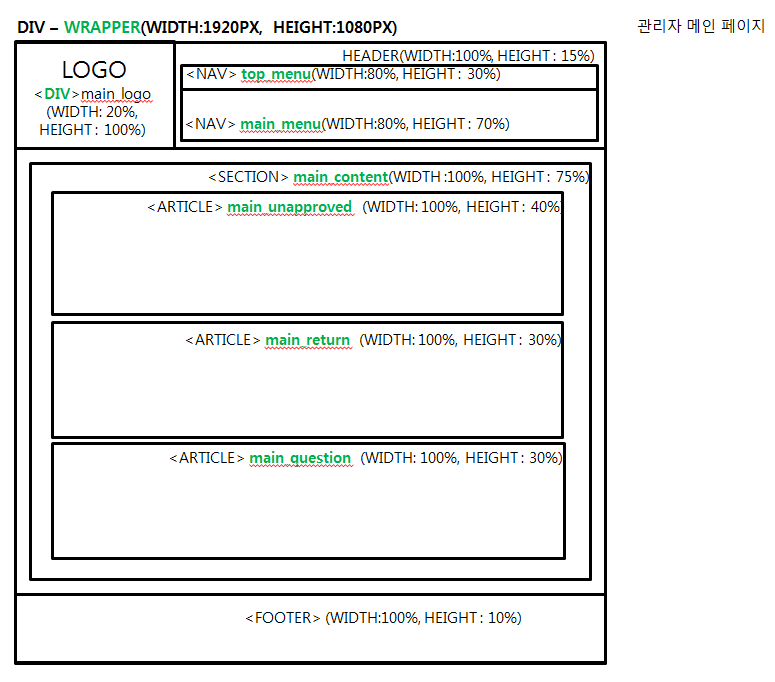 DIV – WRAPPER(WIDTH:1920PX, HEIGHT:1080PX)
관리자 메인 페이지
LOGO
<DIV>main_logo
(WIDTH: 20%,
HEIGHT : 100%)
HEADER(WIDTH:100%, HEIGHT : 15%)
<NAV> top_menu(WIDTH:80%, HEIGHT : 30%)
<NAV> main_menu(WIDTH:80%, HEIGHT : 70%)
<SECTION> main_content(WIDTH :100%, HEIGHT : 75%)
<ARTICLE> main_unapproved (WIDTH: 100%, HEIGHT : 40%)
<ARTICLE> main_return (WIDTH: 100%, HEIGHT : 30%)
<ARTICLE> main_question (WIDTH: 100%, HEIGHT : 30%)
<FOOTER> (WIDTH:100%, HEIGHT : 10%)